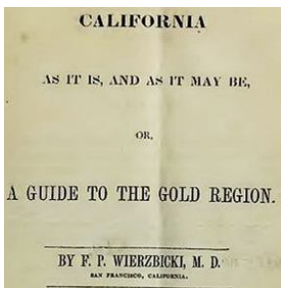 CALIFORNIA
AS IT IS, AND AS IT MAY BE,
OR,
A GUIDE TO THE GOLD REGION.
BY F. P. WIERZBICKI, M. D.
SAN FRANCISCO, CALIFORNIA.